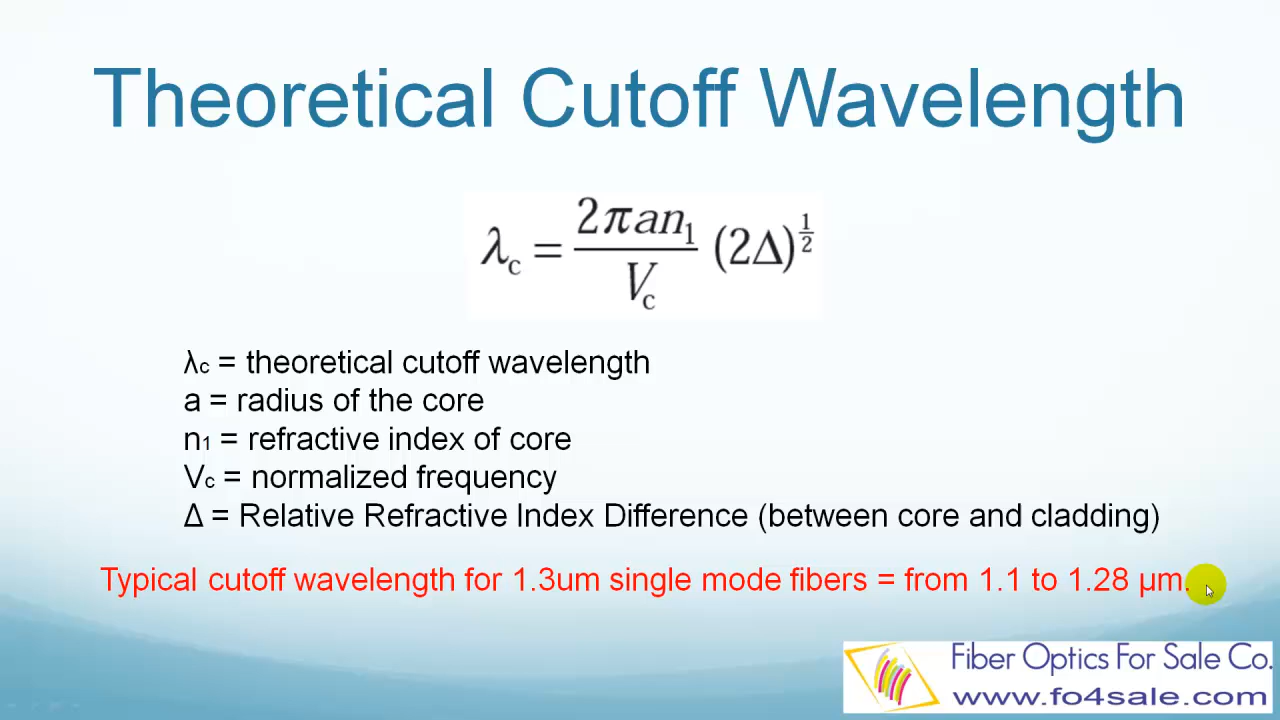 Theoretical Cutoff Wavelength
λc = 2πan1 / Vc (2Δ)^1/2
λc = theoretical cutoff wavelength
a = radius of the core
n1 = refractive index of core
Vc = normalized frequency
Δ = Relative Refractive Index Difference (between core and cladding)
Typical cutoff wavelength for 1.3um single mode fibers = from 1.1 to 1.28 µm.
Fiber Optics For Sale Co.
www.fo4sale.com